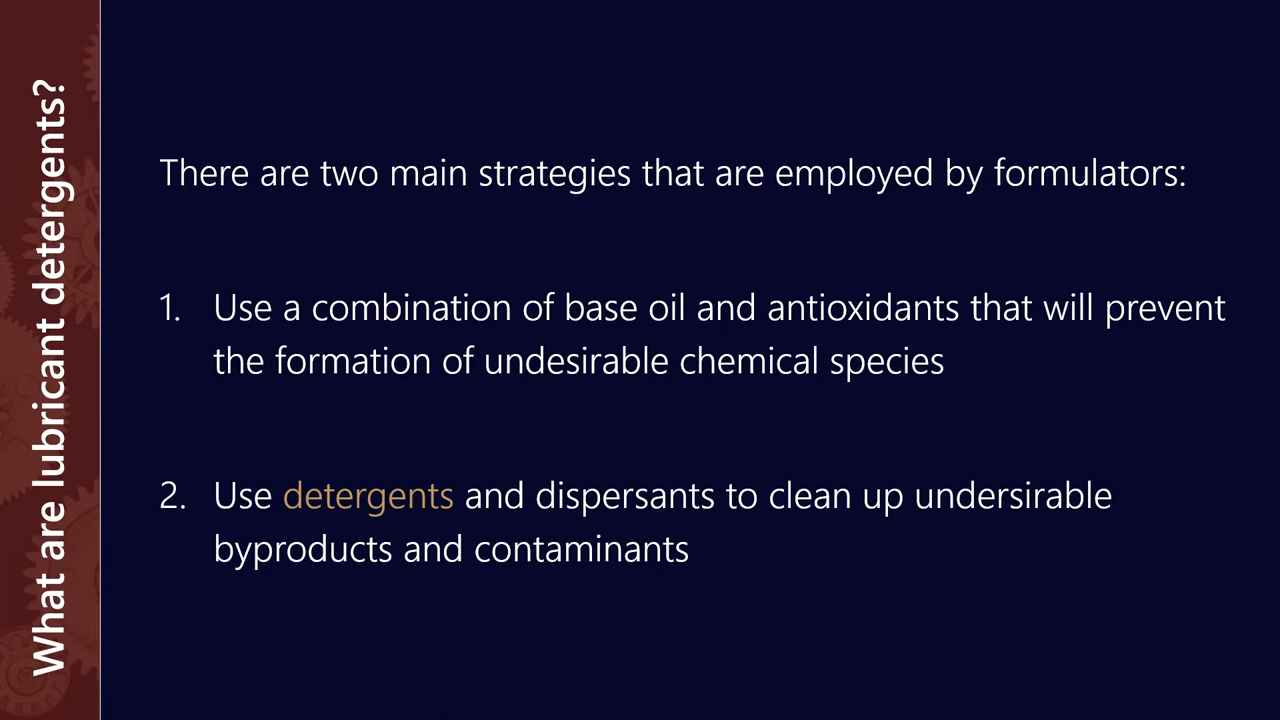 What are lubricant detergents?
There are two main strategies that are employed by formulators:
1. Use a combination of base oil and antioxidants that will prevent
the formation of undesirable chemical species
2. Use detergents and dispersants to clean up undersirable
byproducts and contaminants